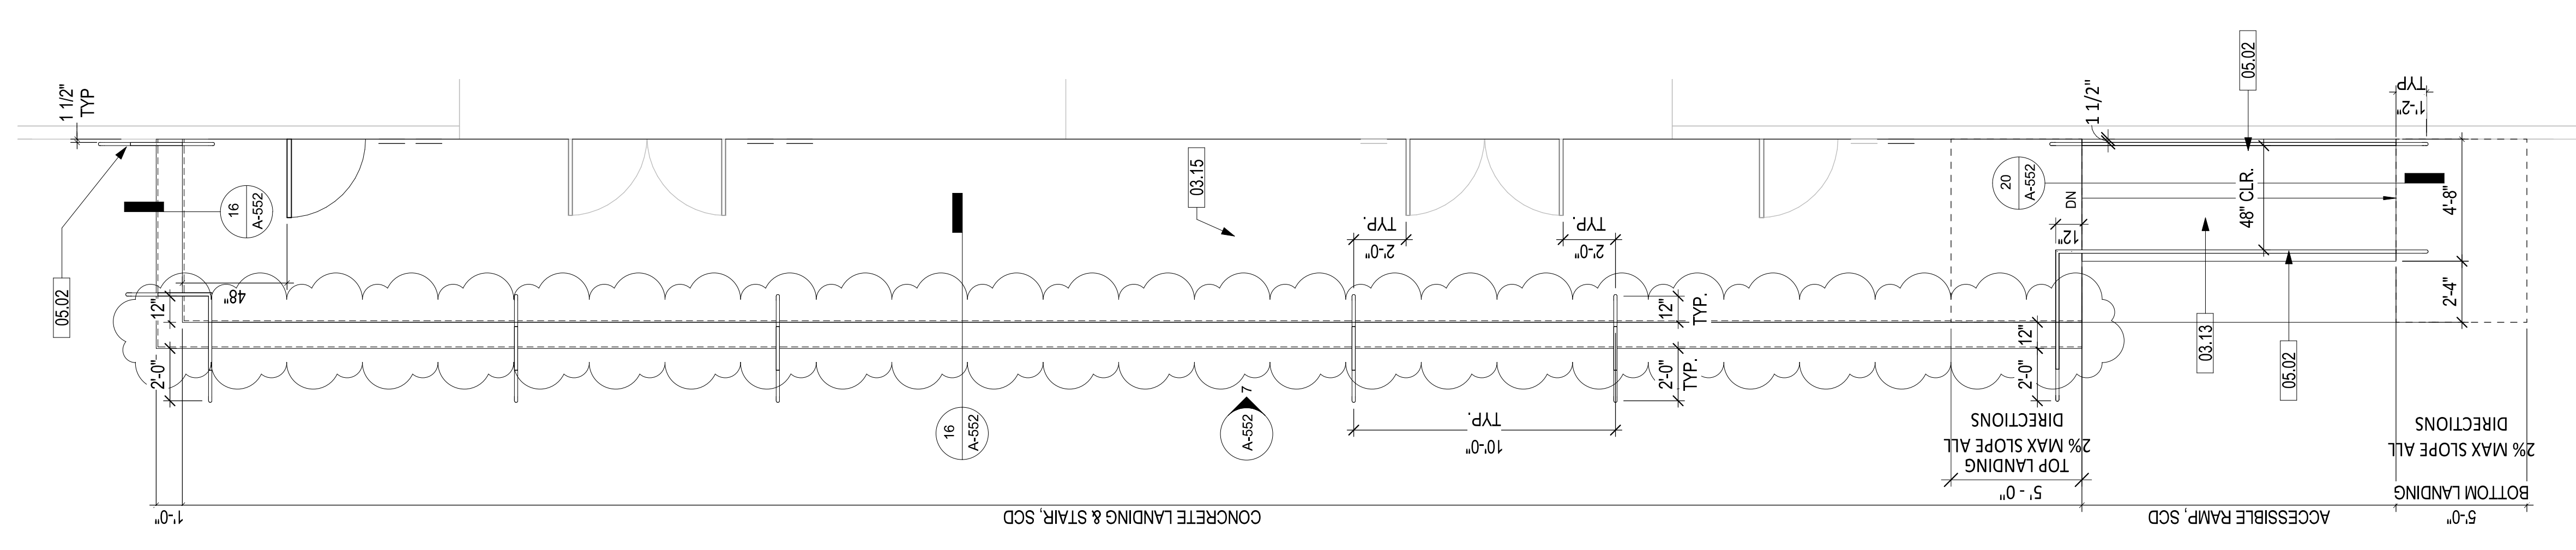 1 1/2"
TYP
05.02
16
A-552
48"
12"
2'-0"
1'-0"
16
A-552
03.15
7
A-552
CONCRETE LANDING & STAIR, SCD
TYP.
2'-0"
TYP.
2'-0"
12"
TYP.
2'-0"
TYP.
TYP.
10'-0"
20
A-552
12"
DN
1 1/2"
05.02
48" CLR.
TYP
1'-2"
4'-8"
2'-4"
03.13
05.02
12"
2'-0"
2% MAX SLOPE ALL
DIRECTIONS
TOP LANDING
5' - 0"
ACCESSIBLE RAMP, SCD
2% MAX SLOPE ALL
DIRECTIONS
BOTTOM LANDING
5'-0"